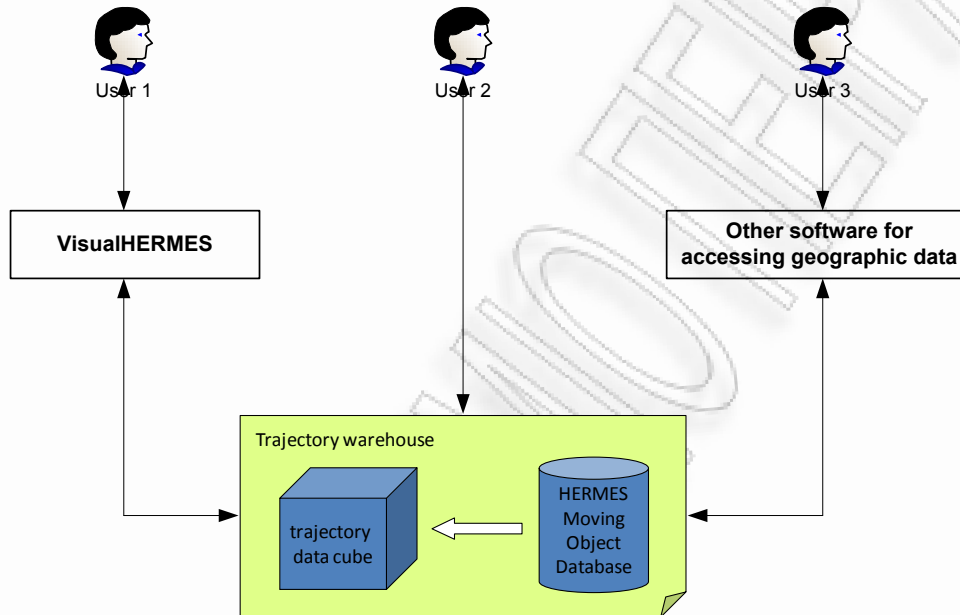 User 1
User 2
User 3
VisualHERMES
Other software for
accessing geographic data
Trajectory warehouse
trajectory
data cube
HERMES
Moving
Object
Database